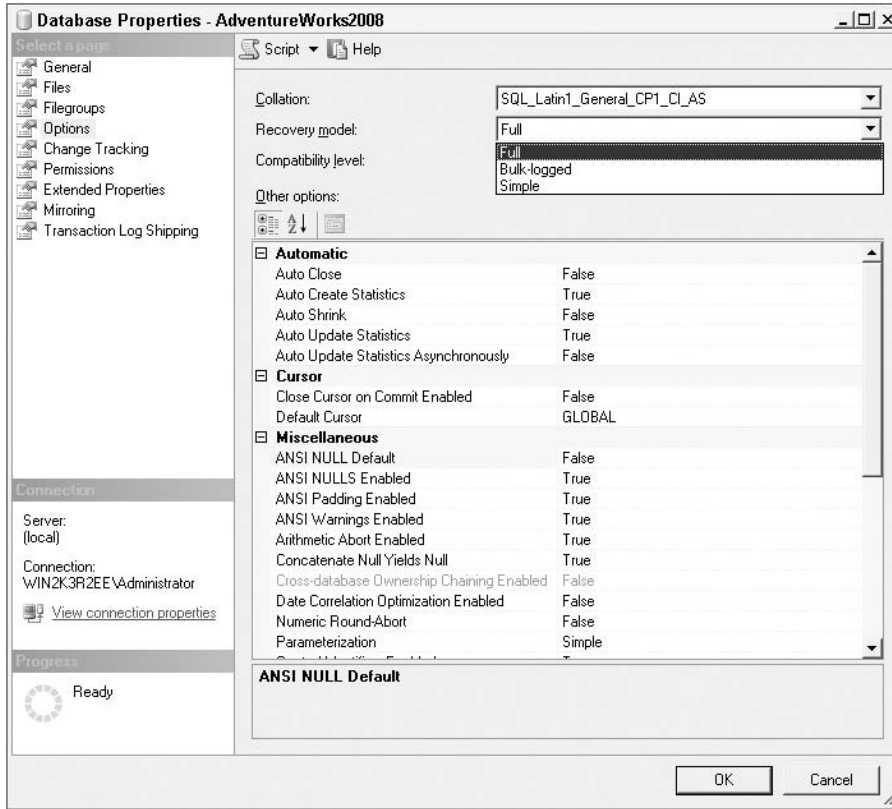 Database Properties - AdventureWorks2008
Select a page
General
Files
Filegroups
Options
Change Tracking
Permissions
Extended Properties
Mirroring
Transaction Log Shipping
Connection
Server:
(local)
Connection:
WIN2K3R2EE\Administrator
View connection properties
Progress
Ready
Script
Help
Collation: SQL_Latin1_General_CP1_CI_AS
Recovery model: Full
Full
Bulk-logged
Simple
Compatibility level:
Other options:
Automatic
Auto Close False
Auto Create Statistics True
Auto Shrink False
Auto Update Statistics True
Auto Update Statistics Asynchronously False
Cursor
Close Cursor on Commit Enabled False
Default Cursor GLOBAL
Miscellaneous
ANSI NULL Default False
ANSI NULLS Enabled True
ANSI Padding Enabled True
ANSI Warnings Enabled True
Arithmetic Abort Enabled True
Concatenate Null Yields Null True
Cross-database Ownership Chaining Enabled False
Date Correlation Optimization Enabled False
Numeric Round-Abort False
Parameterization Simple
ANSI NULL Default
OK
Cancel